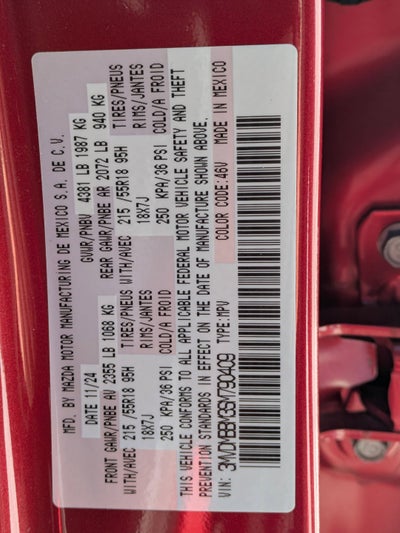 MFD. BY MAZDA MOTOR MANUFACTURING DE MEXICO S.A. DE C.V.
DATE 11/24 GVWR/PNBV 4381 LB 1987 KG
FRONT GAWR/PNBE AV 2355 LB 1068 KG REAR GAWR/PNBE AR 2072 LB 940 KG
WITH/AVEC 215 /55R18 95H TIRES/PNEUS WITH/AVEC 215 /55R18 95H TIRES/PNEUS
18X7J RIMS/JANTES 18X7J RIMS/JANTES
250 KPA/36 PSI COLD/A FROID 250 KPA/36 PSI COLD/A FROID
THIS VEHICLE CONFORMS TO ALL APPLICABLE FEDERAL MOTOR VEHICLE SAFETY AND THEFT
PREVENTION STANDARDS IN EFFECT ON THE DATE OF MANUFACTURE SHOWN ABOVE.
VIN: 3MVDMBBM3SM790409 TYPE:MPV COLOR CODE:46V MADE IN MEXICO